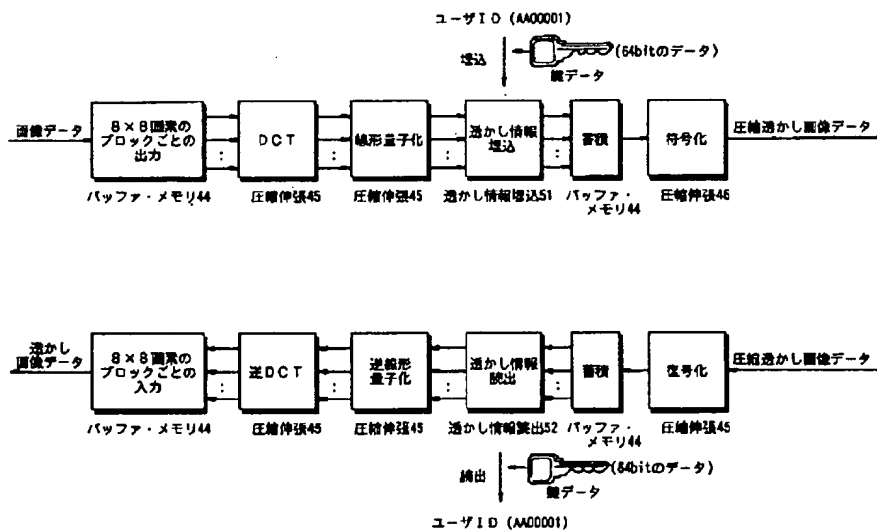 ユーザID (AA00001)
埋込
(64bitのデータ)
鍵データ
画像データ
8×8画素の
ブロックごとの
出力
DCT
線形量子化
透かし情報
埋込
蓄積
符号化
圧縮透かし画像データ
バッファ・メモリ44
圧縮伸張45
圧縮伸張45
透かし情報埋込51
バッファ・
メモリ44
圧縮伸張46
透かし
画像データ
8×8画素の
ブロックごとの
入力
逆DCT
逆線形
量子化
透かし情報
読出
蓄積
復号化
圧縮透かし画像データ
バッファ・メモリ44
圧縮伸張45
圧縮伸張45
透かし情報読出52
バッファ・
メモリ44
圧縮伸張45
読出
(64bitのデータ)
鍵データ
ユーザID (AA00001)